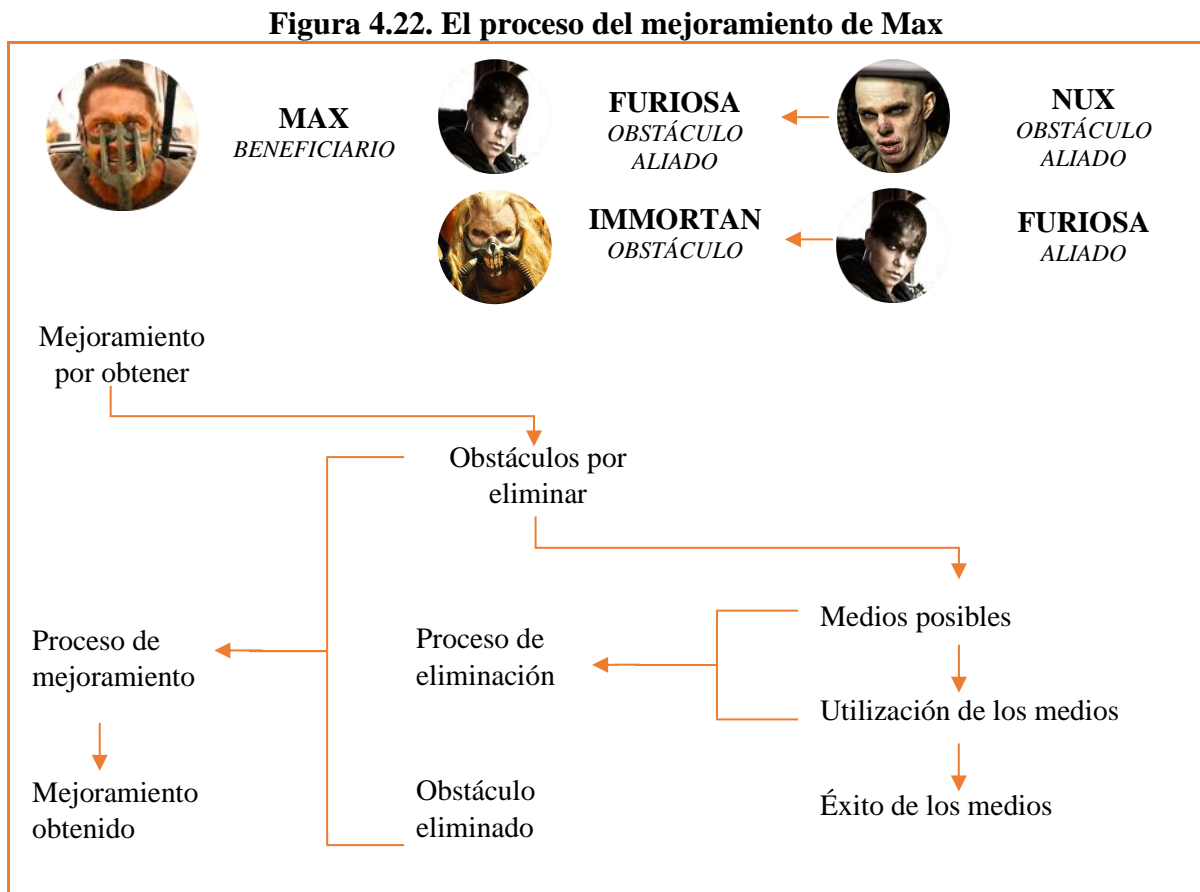 Figura 4.22. El proceso del mejoramiento de Max
MAX
BENEFICIARIO
FURIOSA
OBSTÁCULO
ALIADO
NUX
OBSTÁCULO
ALIADO
IMMORTAN
OBSTÁCULO
FURIOSA
ALIADO
Mejoramiento
por obtener
Obstáculos por
eliminar
Medios posibles
Proceso de
mejoramiento
Proceso de
eliminación
Utilización de los medios
Mejoramiento
obtenido
Obstáculo
eliminado
Éxito de los medios